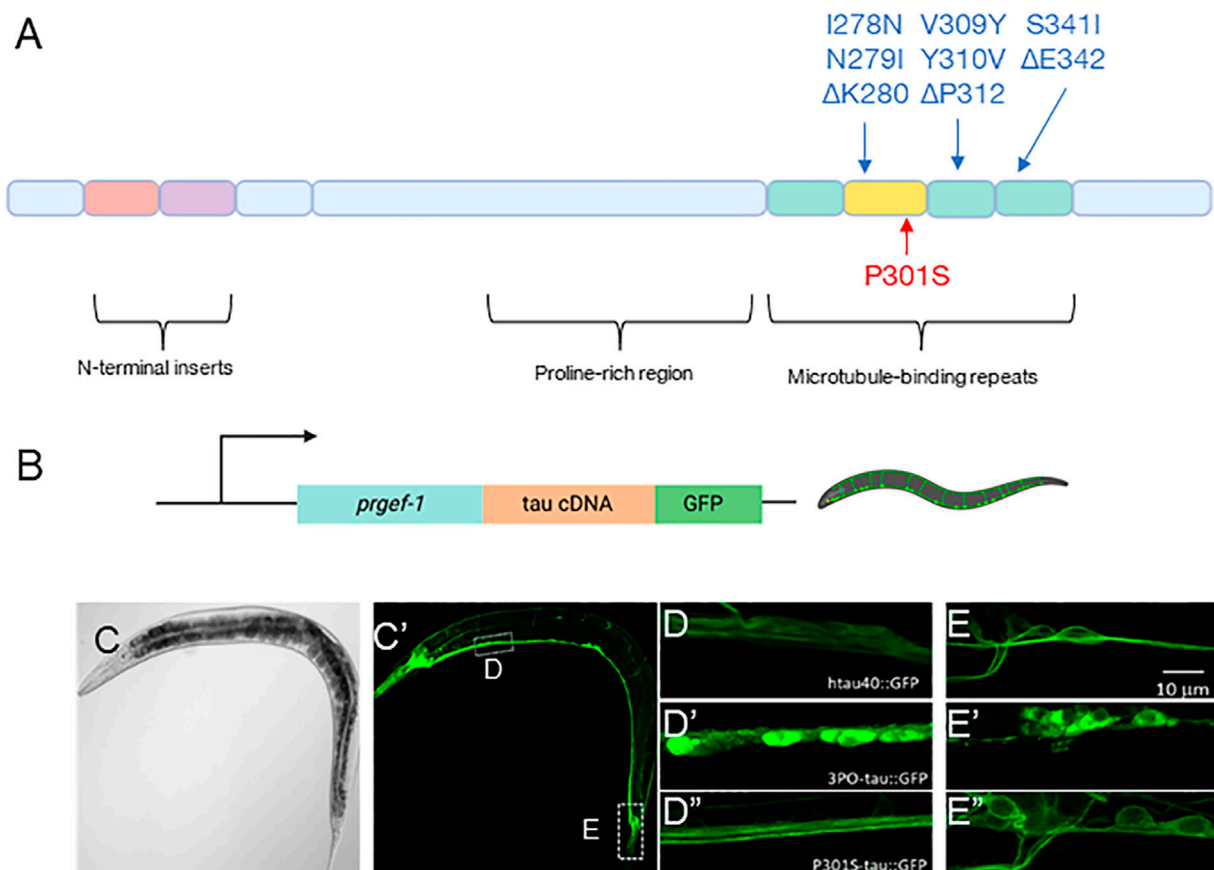 A
I278N V309Y S341I
N279I Y310V ΔE342
ΔK280 ΔP312
P301S
N-terminal inserts
Proline-rich region
Microtubule-binding repeats
B
prgef-1 tau cDNA GFP
C
C'
D
E
D
htau40::GFP
E
10 μm
D'
3PO-tau::GFP
E'
D"
P301S-tau::GFP
E"